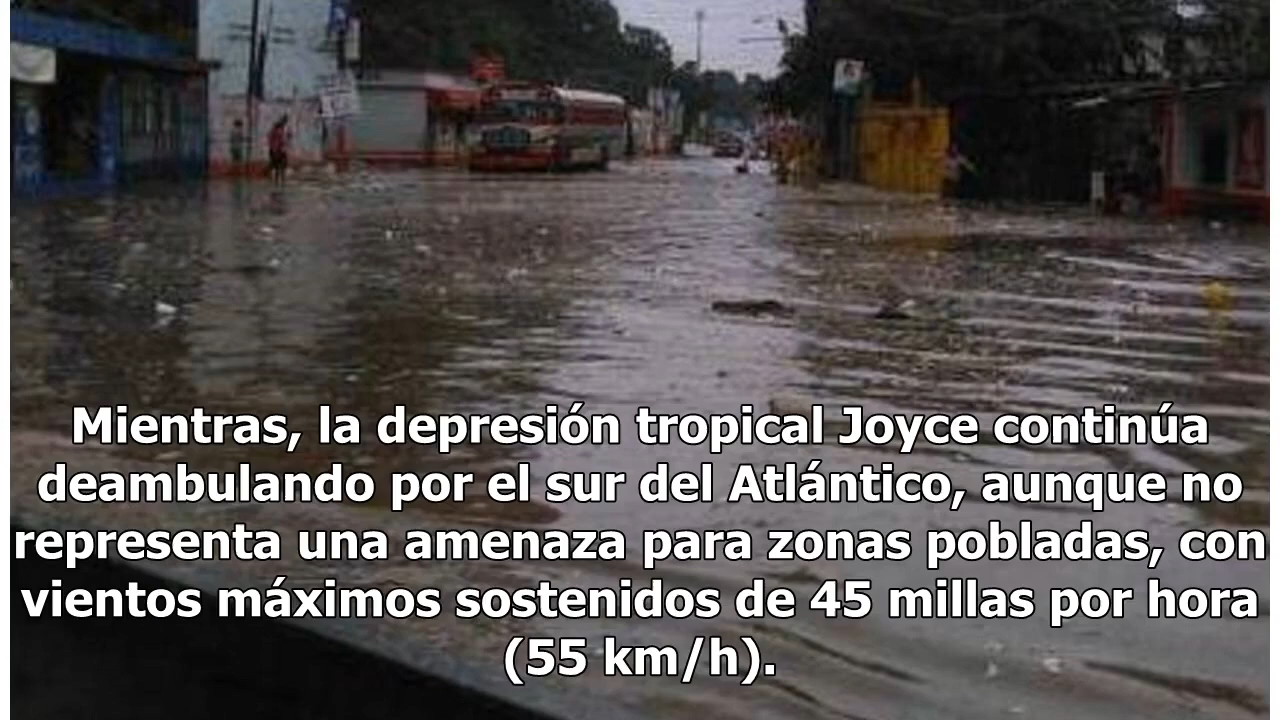 Mientras, la depresión tropical Joyce continúa
deambulando por el sur del Atlántico, aunque no
representa una amenaza para zonas pobladas, con
vientos máximos sostenidos de 45 millas por hora
(55 km/h).